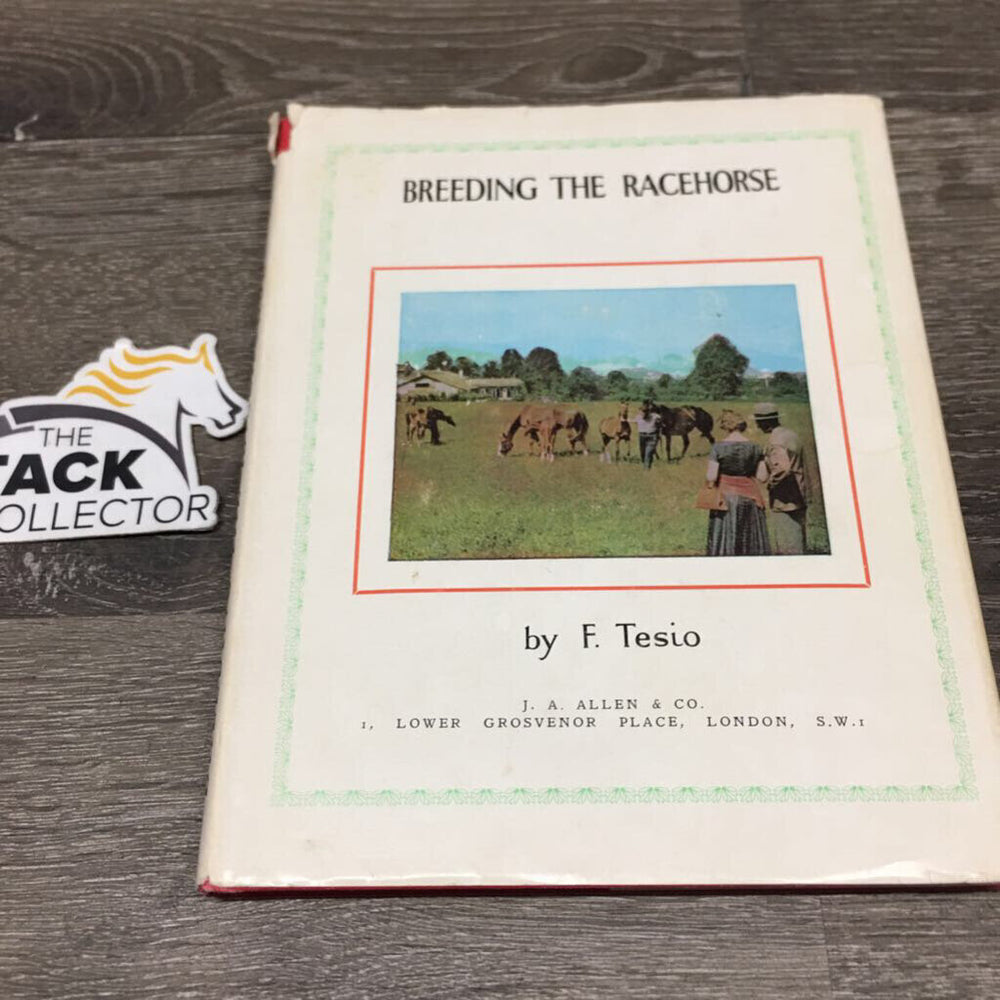 BREEDING THE RACEHORSE
by F. Tesio
J. A. ALLEN & CO.
1, LOWER GROSVENOR PLACE, LONDON, S.W.1
THE
TACK
COLLECTOR